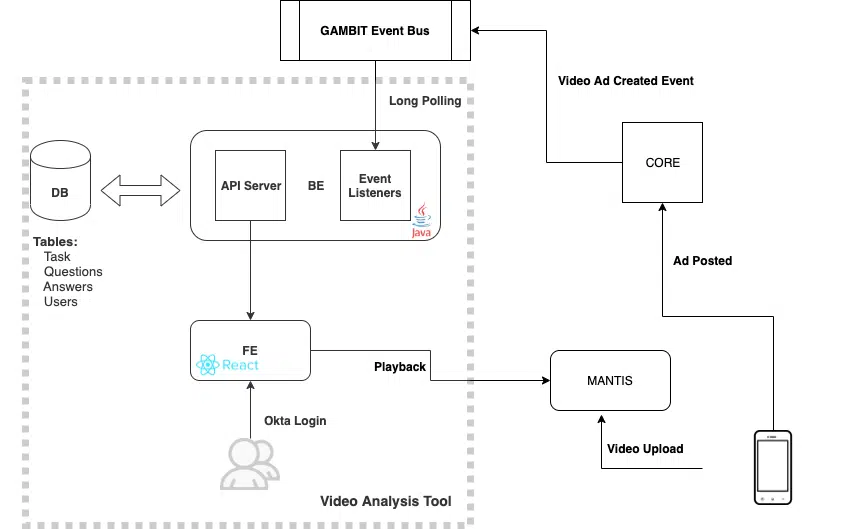 GAMBIT Event Bus
Video Ad Created Event
Long Polling
CORE
DB
API Server
BE
Event
Listeners
Java
Tables:
Task
Questions
Answers
Users
Ad Posted
FE
React
Playback
MANTIS
Okta Login
Video Upload
Video Analysis Tool